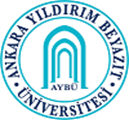 ANKARA YILDIRIM BEYAZIT
AYBÜ
ÜNİVERSİTESİ